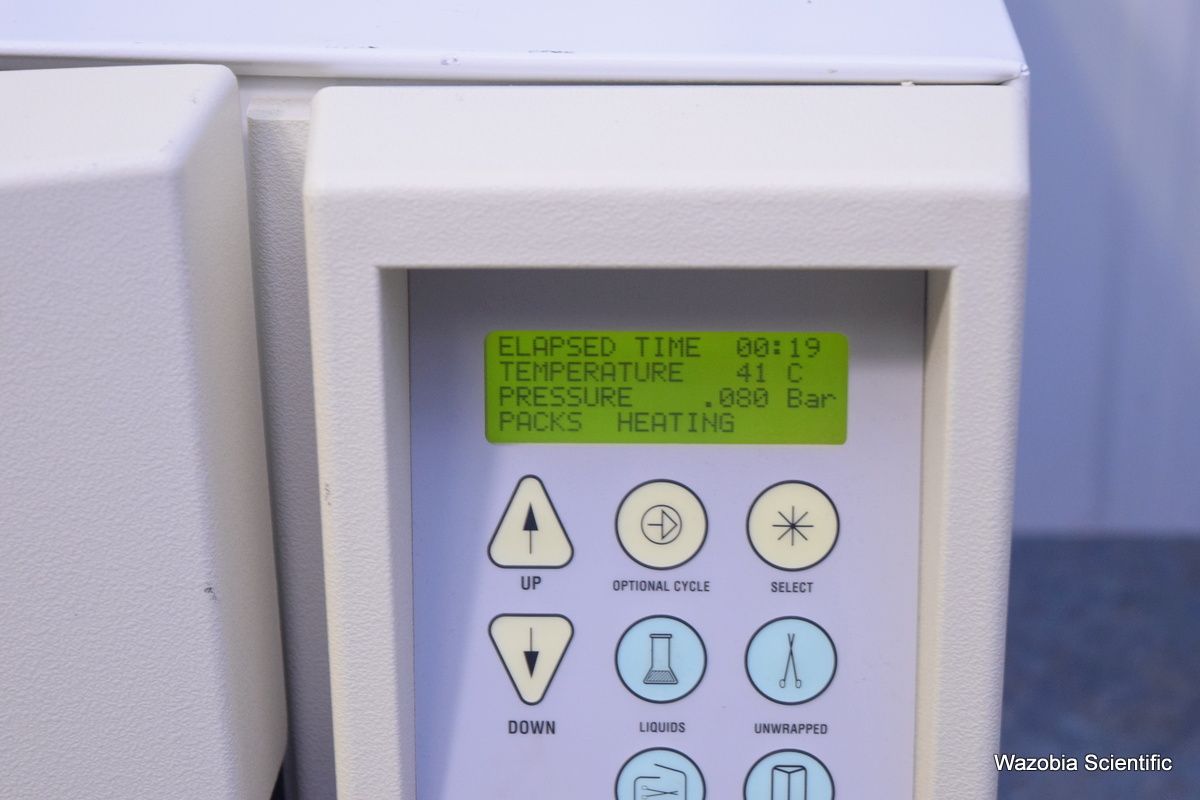 ELAPSED TIME 00:19
TEMPERATURE 41 C
PRESSURE .080 Bar
PACKS HEATING
UP
OPTIONAL CYCLE
SELECT
DOWN
LIQUIDS
UNWRAPPED
Wazobia Scientific